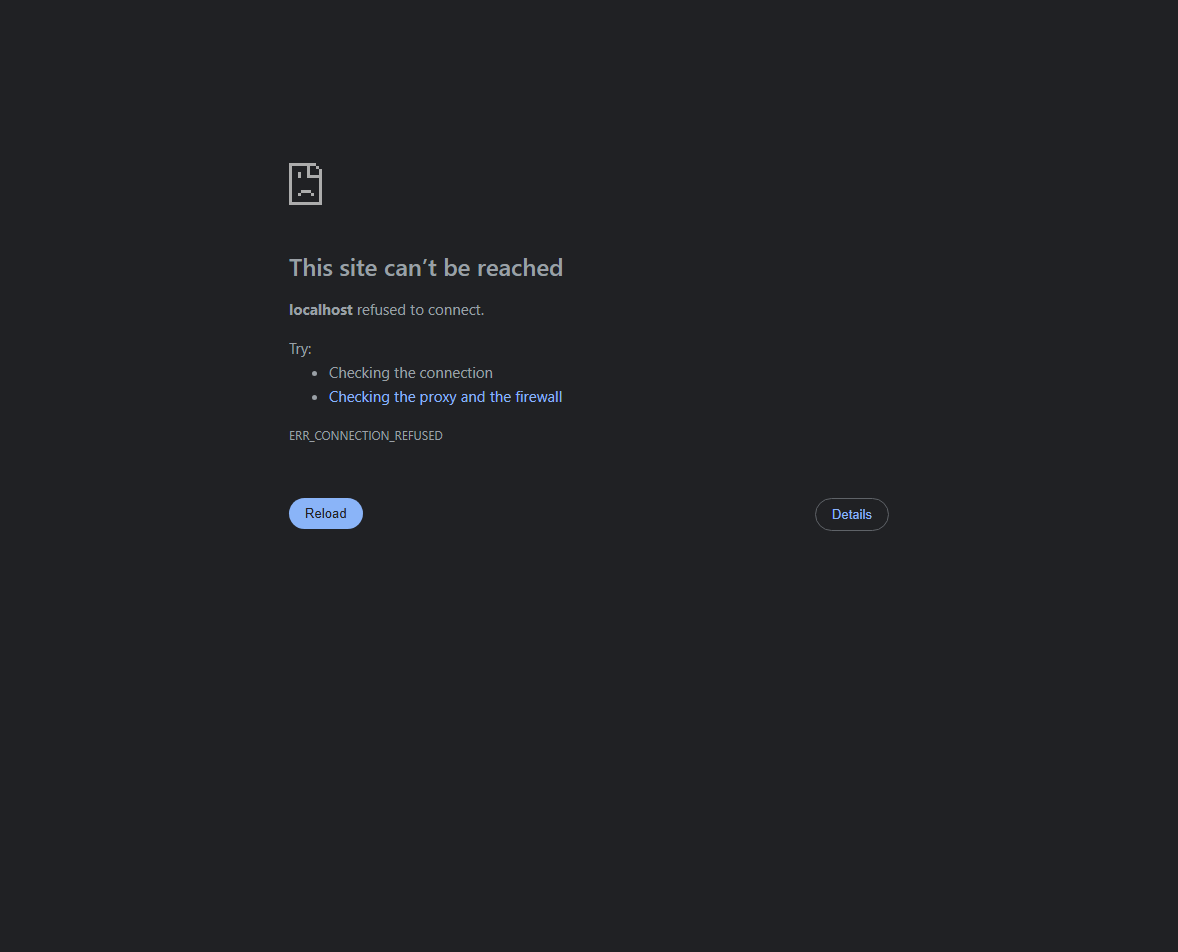 This site can’t be reached
localhost refused to connect.
Try:
Checking the connection
Checking the proxy and the firewall
ERR_CONNECTION_REFUSED
Reload
Details